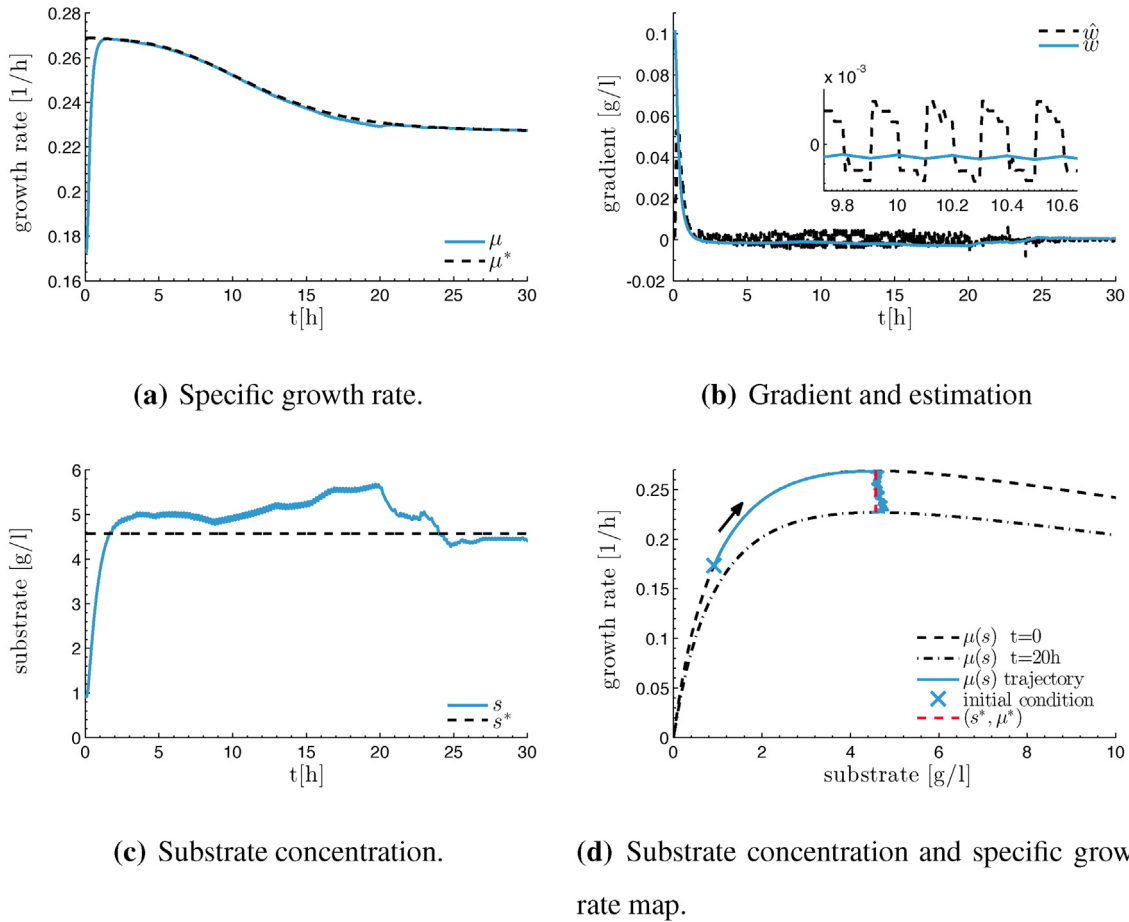 0.28
0.26
0.24
0.22
0.2
0.18
0.16
growth rate [1/h]
μ
μ*
0 5 10 15 20 25 30
t[h]
(a) Specific growth rate.
0.1
0.08
0.06
0.04
0.02
0
-0.02
gradient [g/l]
ŵ
w
x 10⁻³
0
9.8 10 10.2 10.4 10.6
0 5 10 15 20 25 30
t[h]
(b) Gradient and estimation
6
5
4
3
2
1
0
substrate [g/l]
s
s*
0 5 10 15 20 25 30
t[h]
(c) Substrate concentration.
0.25
0.2
0.15
0.1
0.05
0
growth rate [1/h]
μ(s) t=0
μ(s) t=20h
μ(s) trajectory
initial condition
(s*, μ*)
0 2 4 6 8 10
substrate [g/l]
(d) Substrate concentration and specific grow
rate map.